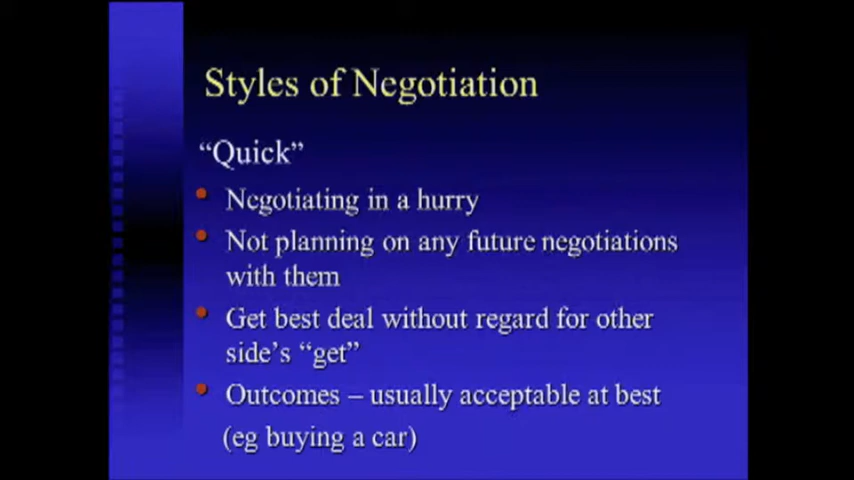 Styles of Negotiation
“Quick”
Negotiating in a hurry
Not planning on any future negotiations
with them
Get best deal without regard for other
side’s “get”
Outcomes – usually acceptable at best
(eg buying a car)